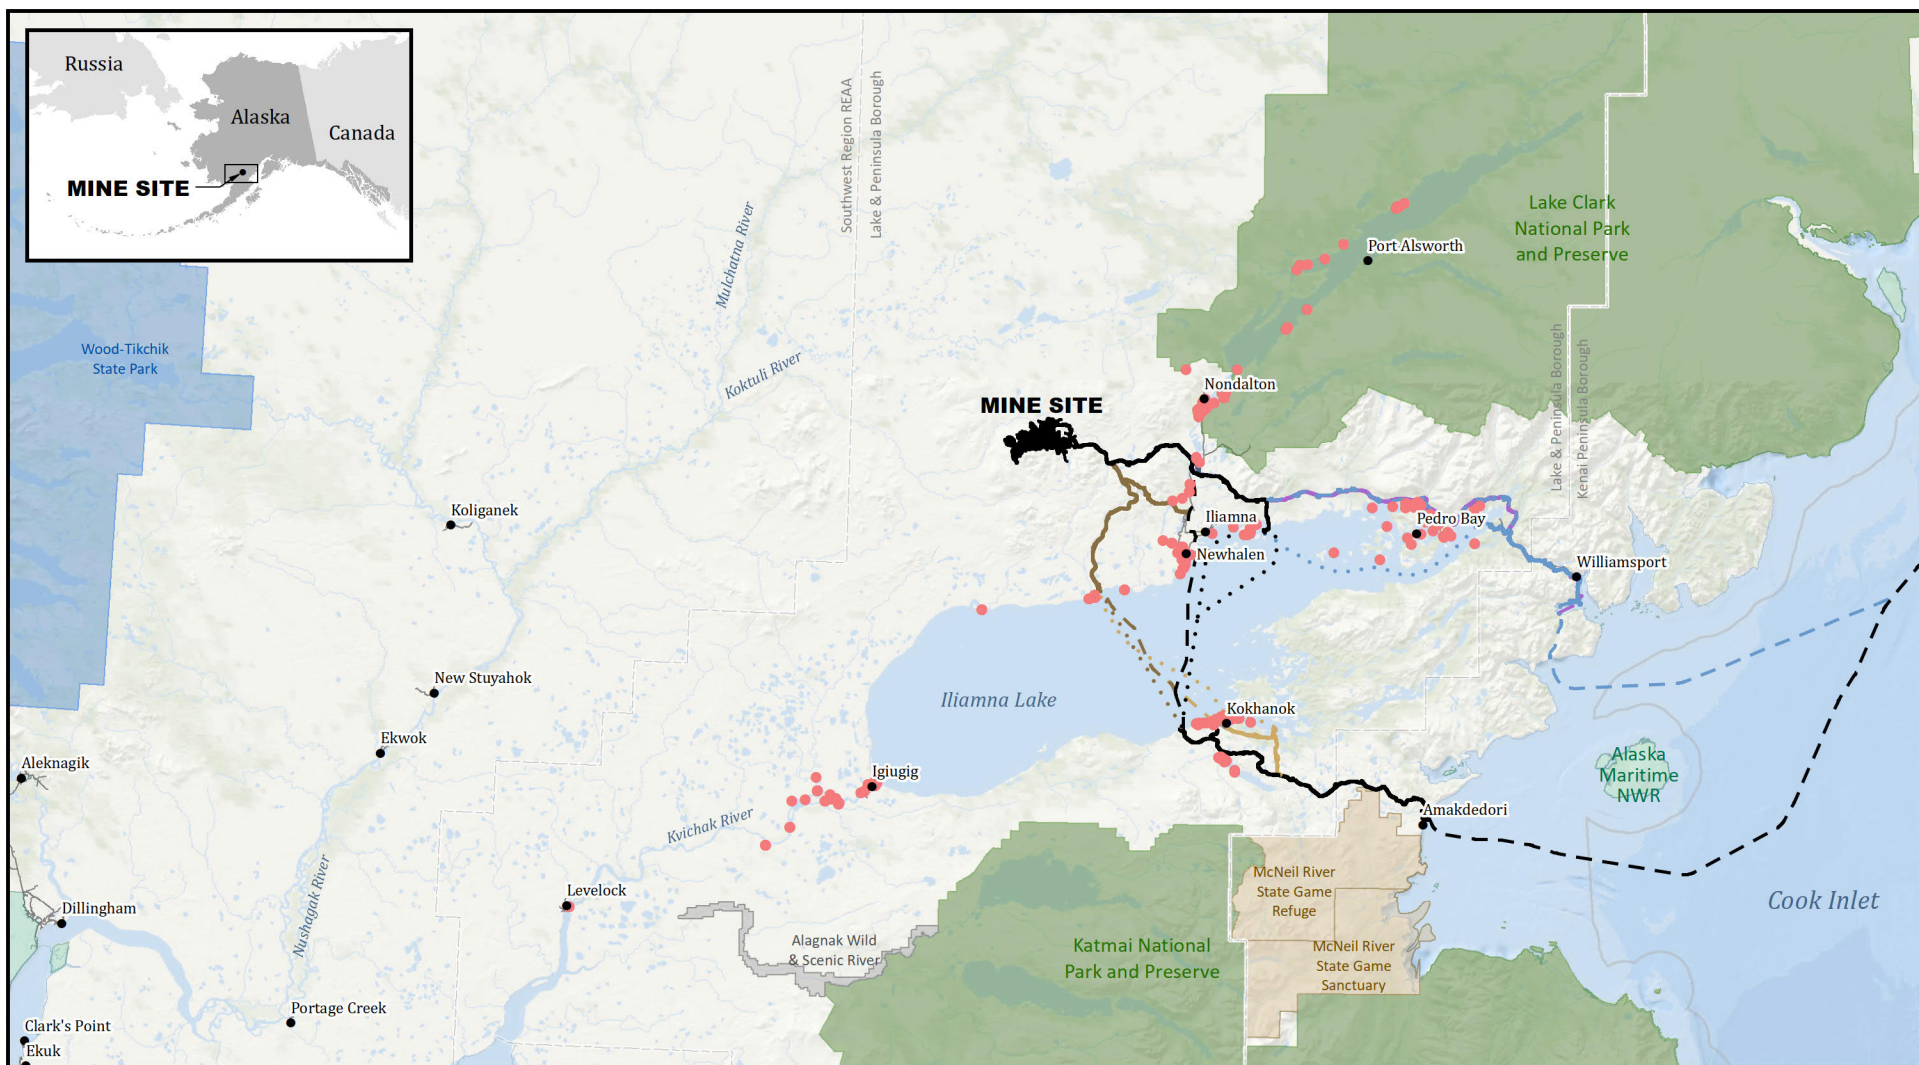 Russia
Alaska
Canada
MINE SITE
Southwest Region REAA
Lake & Peninsula Borough
Mulchatna River
Koktuli River
Lake Clark
National Park
and Preserve
Port Alsworth
Wood-Tikchik
State Park
Lake & Peninsula Borough
Kenai Peninsula Borough
Nondalton
MINE SITE
Koliganek
Iliamna
Pedro Bay
Newhalen
Williamsport
New Stuyahok
Iliamna Lake
Kokhanok
Ekwok
Aleknagik
Igiugig
Alaska
Maritime
NWR
Amakdedori
Kvichak River
McNeil River
State Game
Refuge
Levelock
Dillingham
Nushagak River
Cook Inlet
Alagnak Wild
& Scenic River
Katmai National
Park and Preserve
McNeil River
State Game
Sanctuary
Portage Creek
Clark's Point
Ekuk